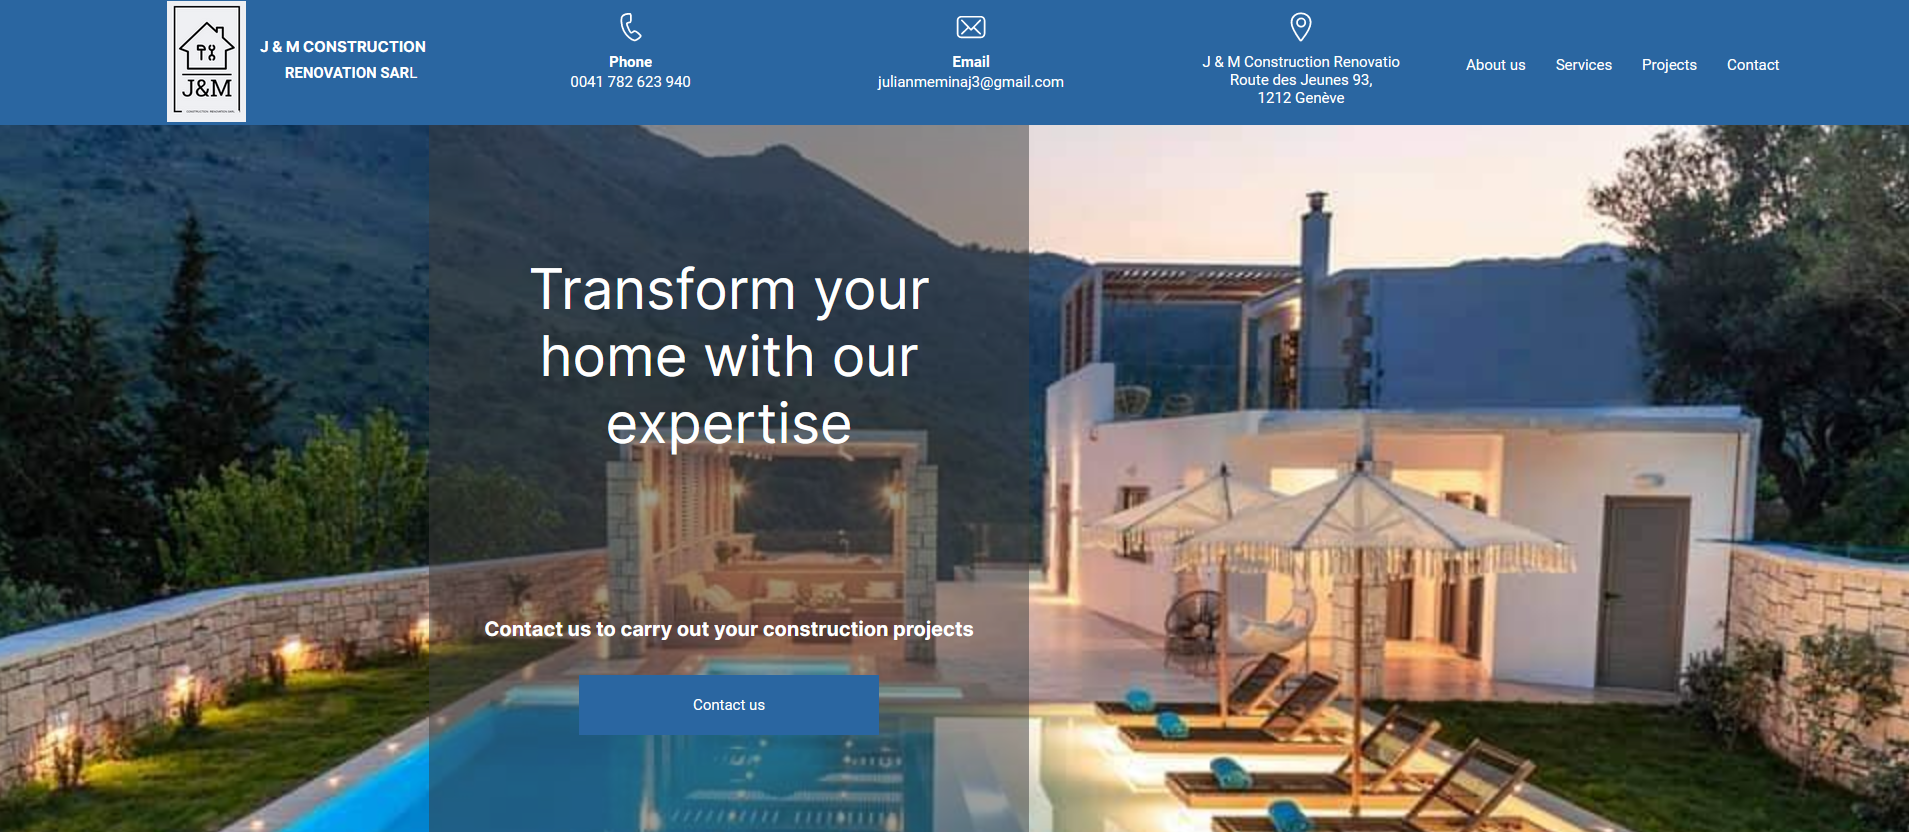 J&M
J & M CONSTRUCTION
RENOVATION SARL
Phone
0041 782 623 940
Email
julianmeminaj3@gmail.com
J & M Construction Renovatio
Route des Jeunes 93,
1212 Genève
About us
Services
Projects
Contact
Transform your
home with our
expertise
Contact us to carry out your construction projects
Contact us